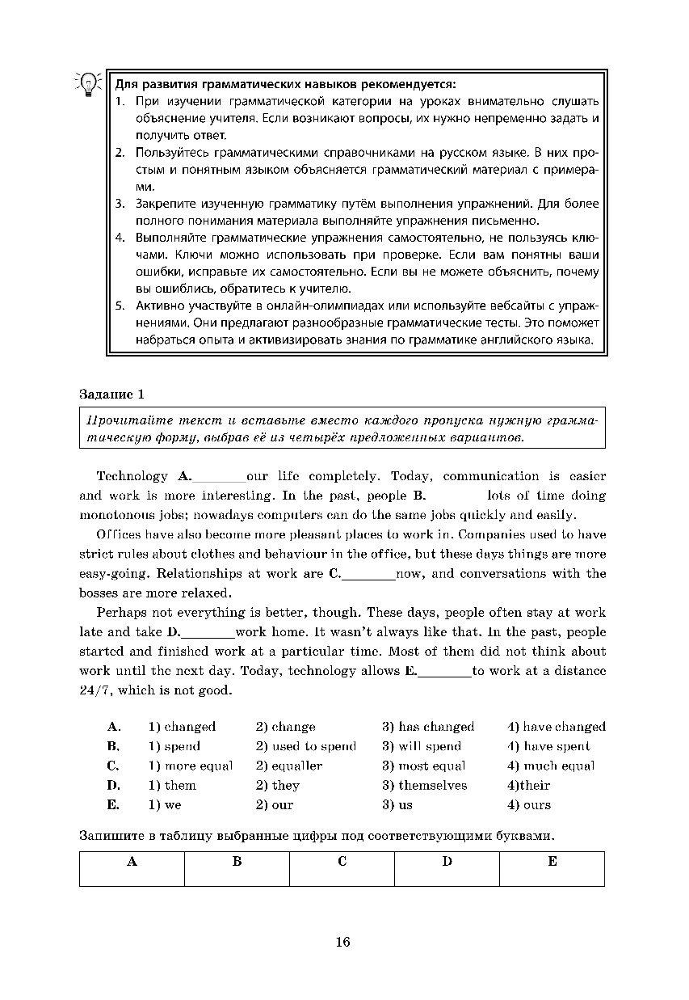 Для развития грамматических навыков рекомендуется:
1. При изучении грамматической категории на уроках внимательно слушать
объяснение учителя. Если возникают вопросы, их нужно непременно задать и
получить ответ.
2. Пользуйтесь грамматическими справочниками на русском языке. В них про-
стым и понятным языком объясняется грамматический материал с примера-
ми.
3. Закрепите изученную грамматику путём выполнения упражнений. Для более
полного понимания материала выполняйте упражнения письменно.
4. Выполняйте грамматические упражнения самостоятельно, не пользуясь клю-
чами. Ключи можно использовать при проверке. Если вам понятны ваши
ошибки, исправьте их самостоятельно. Если вы не можете объяснить, почему
вы ошиблись, обратитесь к учителю.
5. Активно участвуйте в онлайн-олимпиадах или используйте вебсайты с упраж-
нениями. Они предлагают разнообразные грамматические тесты. Это поможет
набраться опыта и активизировать знания по грамматике английского языка.
Задание 1
Прочитайте текст и вставьте вместо каждого пропуска нужную грамма-
тическую форму, выбрав её из четырёх предложенных вариантов.
Technology A.________our life completely. Today, communication is easier
and work is more interesting. In the past, people B.________ lots of time doing
monotonous jobs; nowadays computers can do the same jobs quickly and easily.
Offices have also become more pleasant places to work in. Companies used to have
strict rules about clothes and behaviour in the office, but these days things are more
easy-going. Relationships at work are C.________now, and conversations with the
bosses are more relaxed.
Perhaps not everything is better, though. These days, people often stay at work
late and take D.________work home. It wasn't always like that. In the past, people
started and finished work at a particular time. Most of them did not think about
work until the next day. Today, technology allows E.________to work at a distance
24/7, which is not good.
A. 1) changed 2) change 3) has changed 4) have changed
B. 1) spend 2) used to spend 3) will spend 4) have spent
C. 1) more equal 2) equaller 3) most equal 4) much equal
D. 1) them 2) they 3) themselves 4)their
E. 1) we 2) our 3) us 4) ours
Запишите в таблицу выбранные цифры под соответствующими буквами.
A B C D E
16